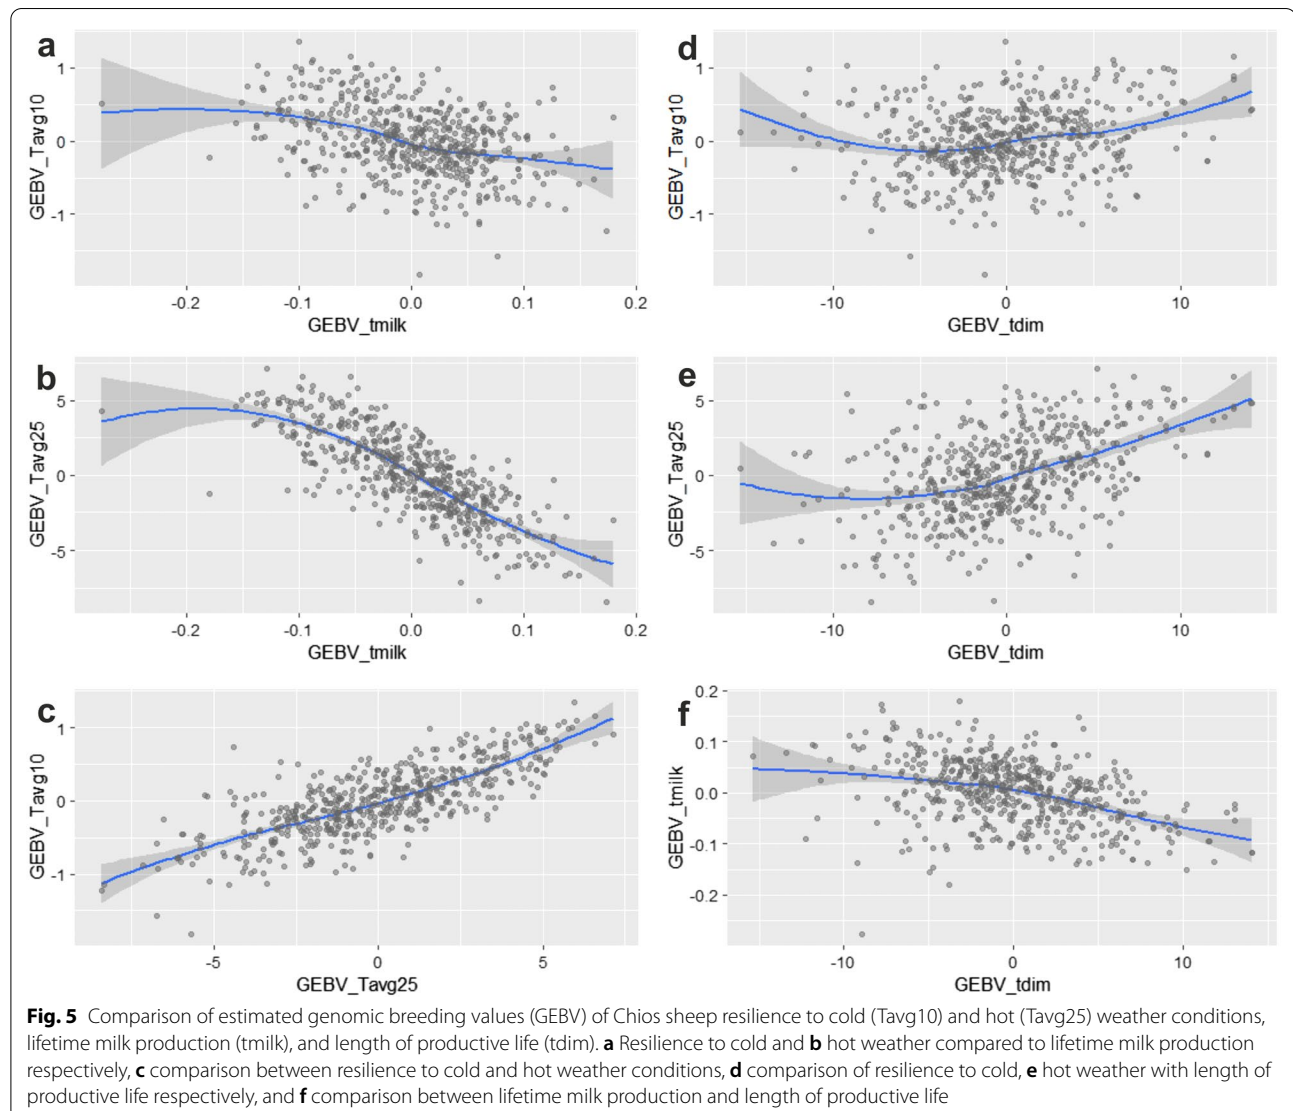 a
GEBV_Tavg10
1
0
-1
-0.2
-0.1
0.0
0.1
0.2
GEBV_tmilk
d
GEBV_Tavg10
1
0
-1
-10
0
10
GEBV_tdim
b
GEBV_Tavg25
5
0
-5
-0.2
-0.1
0.0
0.1
0.2
GEBV_tmilk
e
GEBV_Tavg25
5
0
-5
-10
0
10
GEBV_tdim
c
GEBV_Tavg10
1
0
-1
-5
0
5
GEBV_Tavg25
f
GEBV_tmilk
0.2
0.1
0.0
-0.1
-0.2
-10
0
10
GEBV_tdim
Fig. 5 Comparison of estimated genomic breeding values (GEBV) of Chios sheep resilience to cold (Tavg10) and hot (Tavg25) weather conditions,
lifetime milk production (tmilk), and length of productive life (tdim). a Resilience to cold and b hot weather compared to lifetime milk production
respectively, c comparison between resilience to cold and hot weather conditions, d comparison of resilience to cold, e hot weather with length of
productive life respectively, and f comparison between lifetime milk production and length of productive life